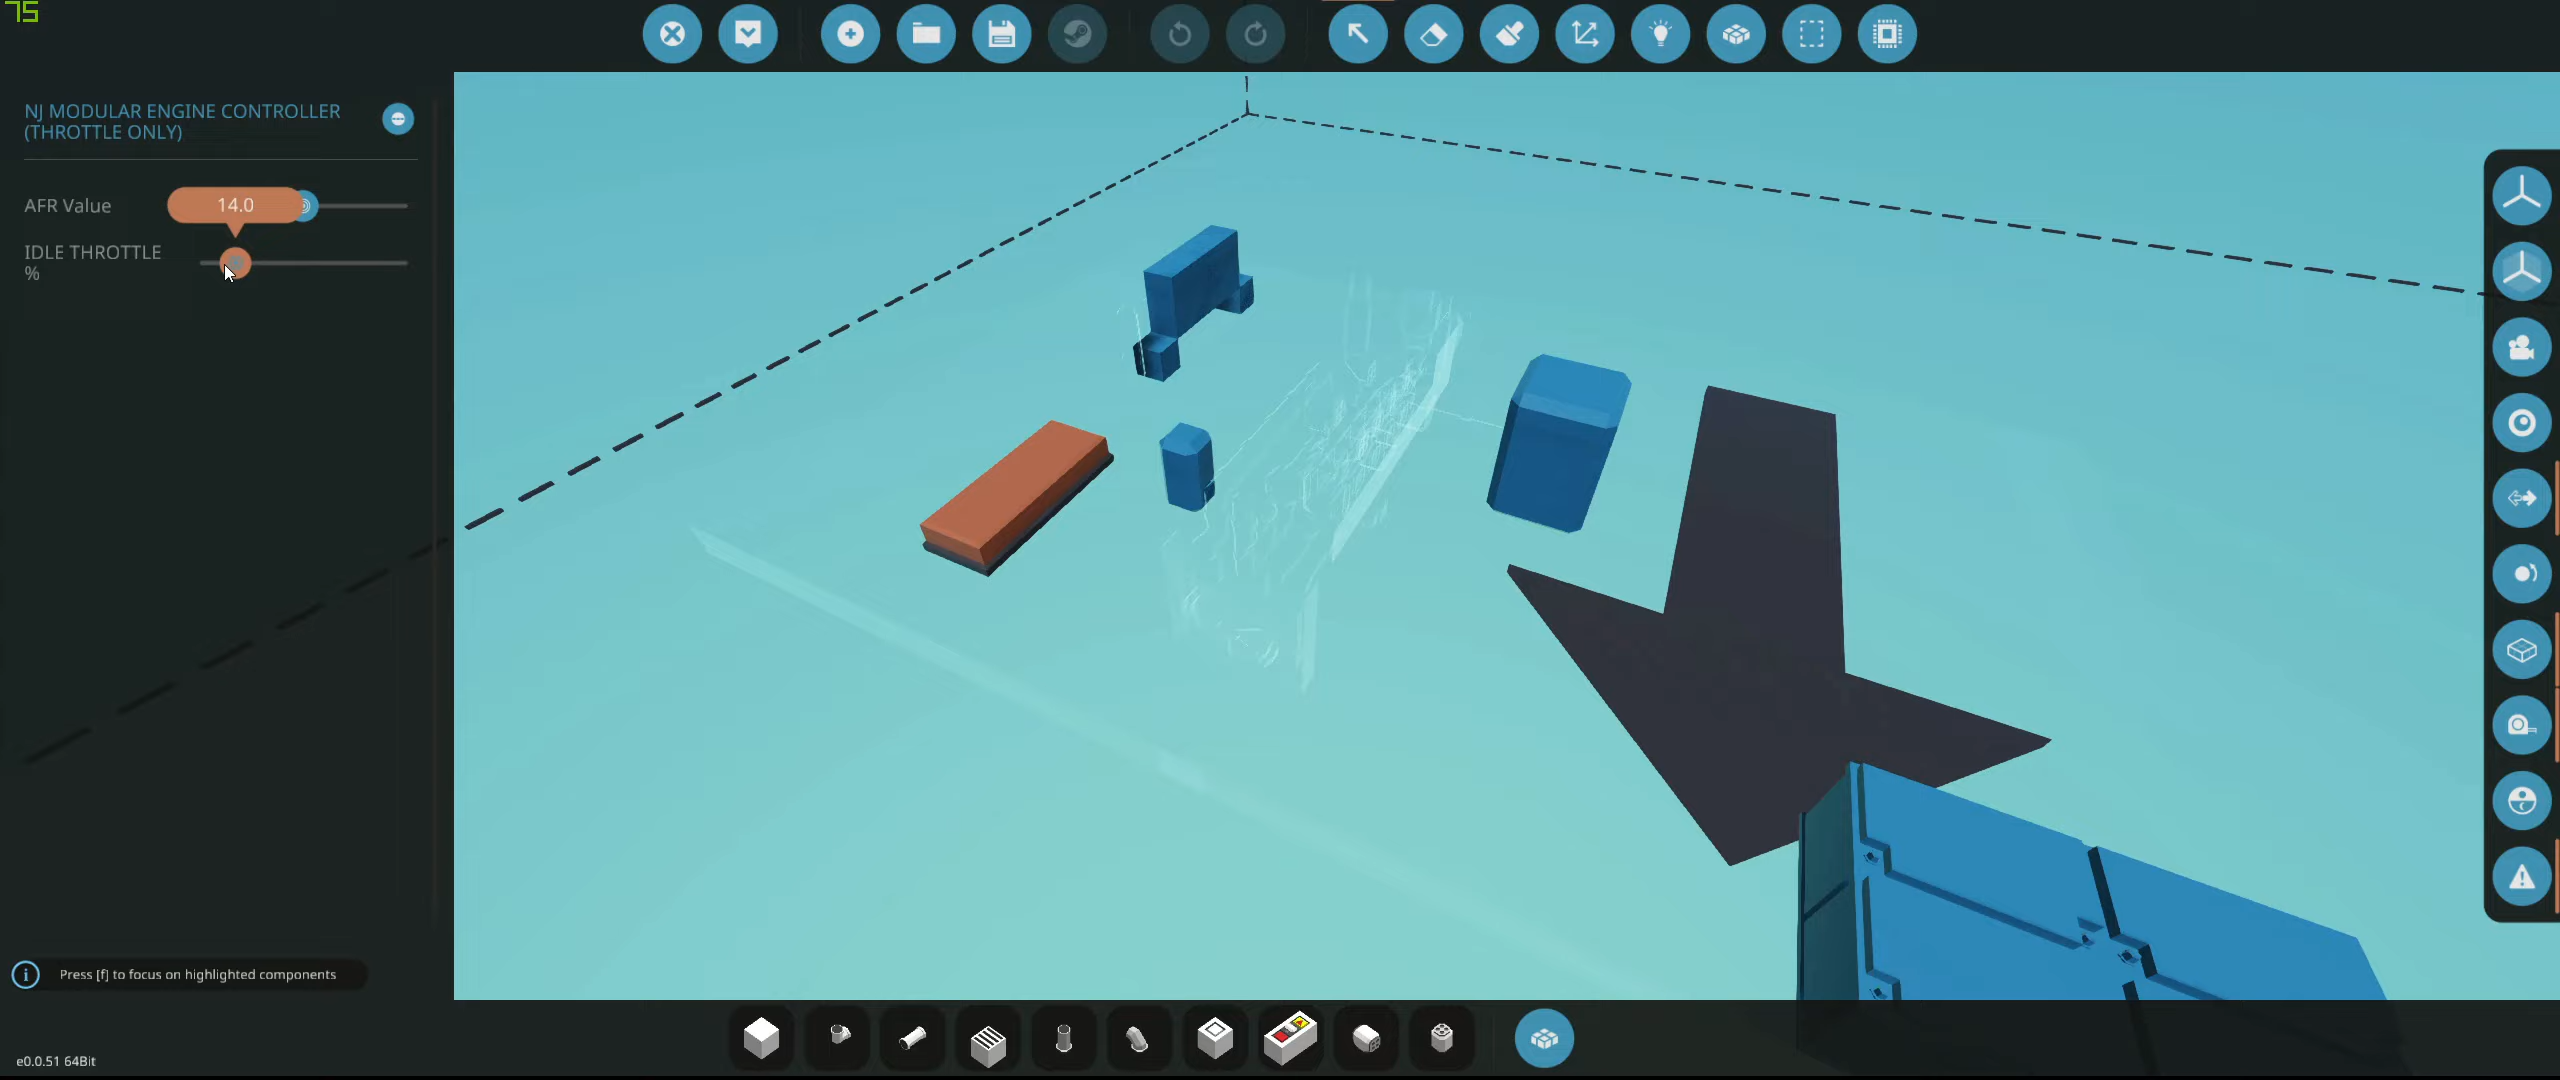 75
NJ MODULAR ENGINE CONTROLLER
(THROTTLE ONLY)
AFR Value
14.0
IDLE THROTTLE
%
Press [f] to focus on highlighted components
e0.0.51 64Bit